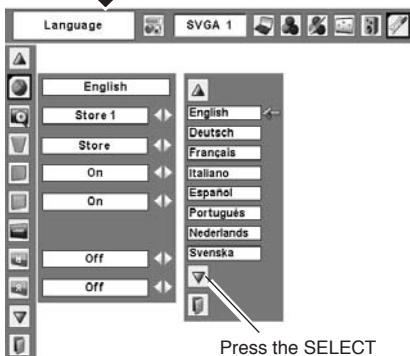 Language
SVGA 1
English
Store 1
Store
On
On
Off
Off
English
Deutsch
Français
Italiano
Español
Português
Nederlands
Svenska
Press the SELECT